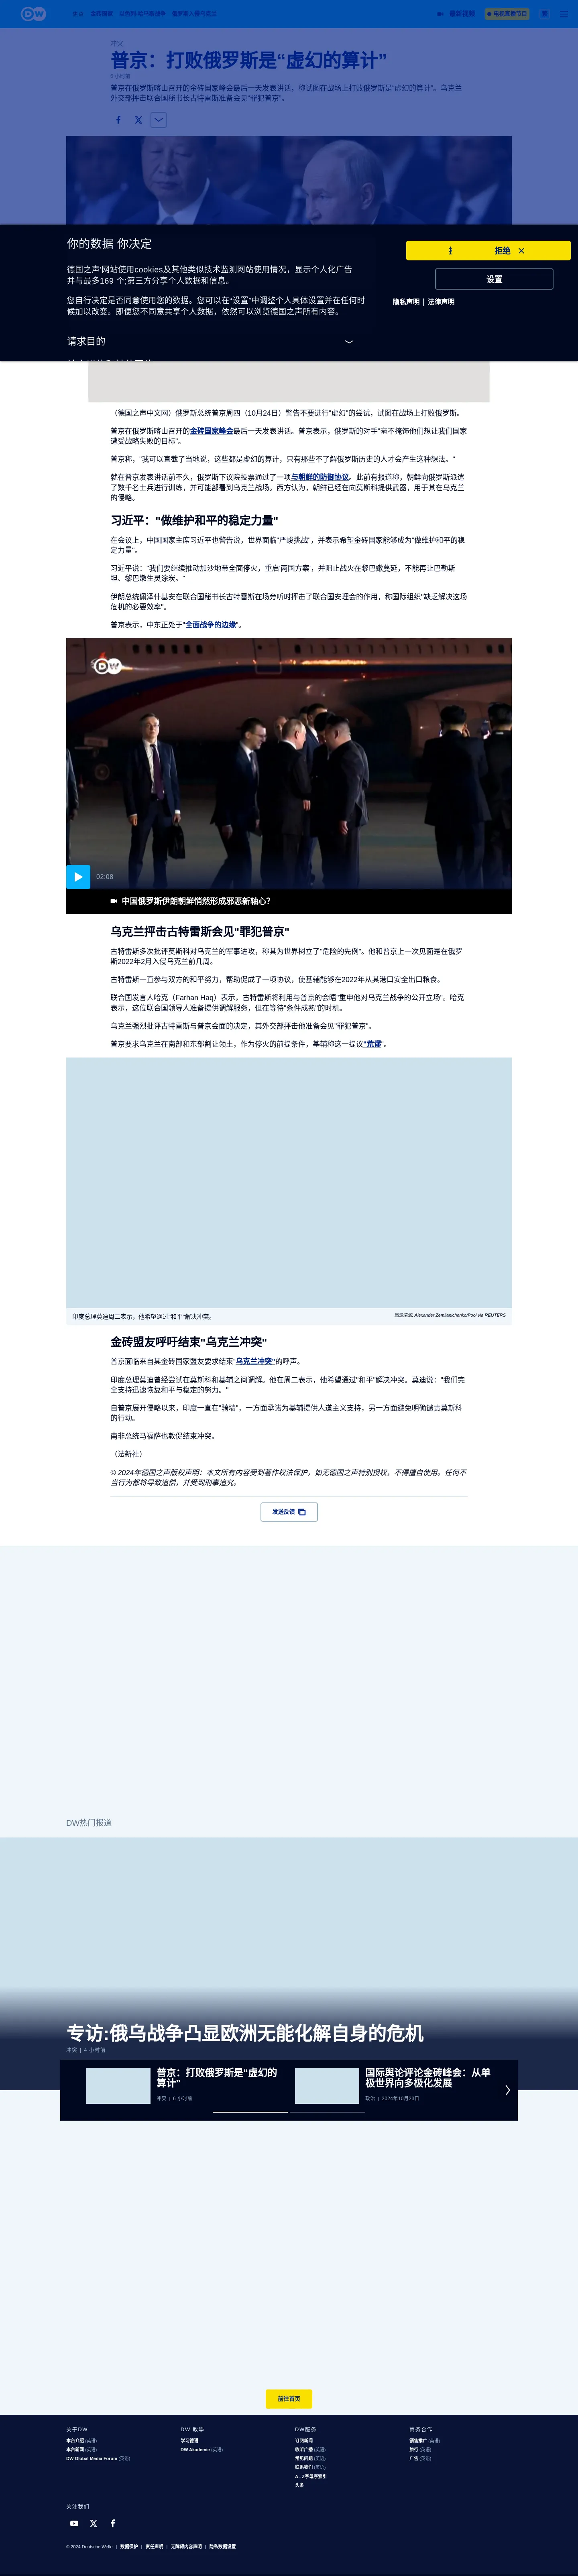 DW
金砖国家
最新视频
电视直播节目
冲突
普京：打败俄罗斯是“虚幻的算计”
6 小时前
普京在俄罗斯喀山召开的金砖国家峰会最后一天发表讲话，称试图在战场上打败俄罗斯是"虚幻的算计"。乌克兰
外交部抨击联合国秘书长古特雷斯准备会见"罪犯普京"。
你的数据 你决定
德国之声'网站使用cookies及其他类似技术监测网站使用情况，显示个人化广告
并与最多169 个;第三方分享个人数据和信息。
您自行决定是否同意使用您的数据。您可以在"设置"中调整个人具体设置并在任何时
候加以改变。即便您不同意共享个人数据，依然可以浏览德国之声所有内容。
请求目的
拒绝
设置
隐私声明 | 法律声明
（德国之声中文网）俄罗斯总统普京周四（10月24日）警告不要进行"虚幻"的尝试，试图在战场上打败俄罗斯。
普京在俄罗斯喀山召开的金砖国家峰会最后一天发表讲话。普京表示，俄罗斯的对手"毫不掩饰他们想让我们国家
遭受战略失败的目标"。
普京称，"我可以直截了当地说，这些都是虚幻的算计，只有那些不了解俄罗斯历史的人才会产生这种想法。"
就在普京发表讲话前不久，俄罗斯下议院投票通过了一项与朝鲜的防御协议。此前有报道称，朝鲜向俄罗斯派遣
了数千名士兵进行训练，并可能部署到乌克兰战场。西方认为，朝鲜已经在向莫斯科提供武器，用于其在乌克兰
的侵略。
习近平："做维护和平的稳定力量"
在会议上，中国国家主席习近平也警告说，世界面临"严峻挑战"，并表示希望金砖国家能够成为"做维护和平的稳
定力量"。
习近平说："我们要继续推动加沙地带全面停火，重启'两国方案'，并阻止战火在黎巴嫩蔓延，不能再让巴勒斯
坦、黎巴嫩生灵涂炭。"
伊朗总统佩泽什基安在联合国秘书长古特雷斯在场旁听时抨击了联合国安理会的作用，称国际组织"缺乏解决这场
危机的必要效率"。
普京表示，中东正处于"全面战争的边缘"。
DW
02:08
中国俄罗斯伊朗朝鲜悄然形成邪恶新轴心？
乌克兰抨击古特雷斯会见"罪犯普京"
古特雷斯多次批评莫斯科对乌克兰的军事进攻，称其为世界树立了"危险的先例"。他和普京上一次见面是在俄罗
斯2022年2月入侵乌克兰前几周。
古特雷斯一直参与双方的和平努力，帮助促成了一项协议，使基辅能够在2022年从其港口安全出口粮食。
联合国发言人哈克（Farhan Haq）表示，古特雷斯将利用与普京的会晤"重申他对乌克兰战争的公开立场"。哈克
表示，这位联合国领导人准备提供调解服务，但在等待"条件成熟"的时机。
乌克兰强烈批评古特雷斯与普京会面的决定，其外交部抨击他准备会见"罪犯普京"。
普京要求乌克兰在南部和东部割让领土，作为停火的前提条件，基辅称这一提议"荒谬"。
印度总理莫迪周二表示，他希望通过"和平"解决冲突。
图像来源: Alexander Zemlianichenko/Pool via REUTERS
金砖盟友呼吁结束"乌克兰冲突"
普京面临来自其金砖国家盟友要求结束"乌克兰冲突"的呼声。
印度总理莫迪曾经尝试在莫斯科和基辅之间调解。他在周二表示，他希望通过"和平"解决冲突。莫迪说："我们完
全支持迅速恢复和平与稳定的努力。"
自普京展开侵略以来，印度一直在"骑墙"，一方面承诺为基辅提供人道主义支持，另一方面避免明确谴责莫斯科
的行动。
南非总统马福萨也敦促结束冲突。
（法新社）
© 2024年德国之声版权声明：本文所有内容受到著作权法保护，如无德国之声特别授权，不得擅自使用。任何不
当行为都将导致追偿，并受到刑事追究。
发送反馈
DW热门报道
专访:俄乌战争凸显欧洲无能化解自身的危机
冲突 | 4 小时前
普京：打败俄罗斯是“虚幻的
算计”
冲突 | 6 小时前
国际舆论评论金砖峰会：从单
极世界向多极化发展
政治 | 2024年10月23日
前往首页
关于DW
本台介绍 (英语)
本台新闻 (英语)
DW Global Media Forum (英语)
DW 教学
学习德语
DW Akademie (英语)
DW服务
订阅新闻
收听广播 (英语)
常见问题 (英语)
联系我们 (英语)
A - Z字母序索引
头条
商务合作
销售推广 (英语)
旅行 (英语)
广告 (英语)
关注我们
© 2024 Deutsche Welle | 数据保护 | 责任声明 | 无障碍内容声明 | 隐私数据设置